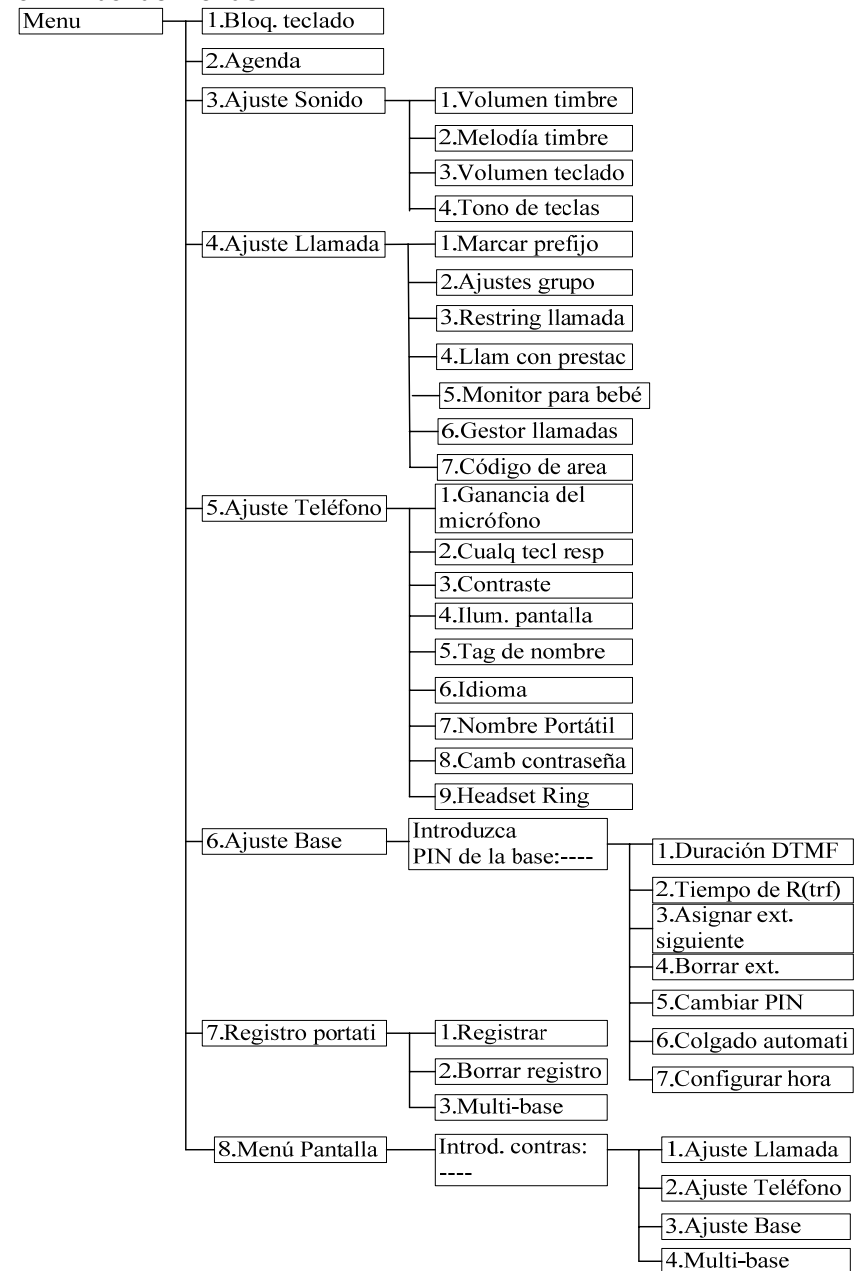 Menu
1.Bloq. teclado
2.Agenda
3.Ajuste Sonido
1.Volumen timbre
2.Melodía timbre
3.Volumen teclado
4.Tono de teclas
4.Ajuste Llamada
1.Marcar prefijo
2.Ajustes grupo
3.Restring llamada
4.Llam con prestac
5.Monitor para bebé
6.Gestor llamadas
7.Código de area
5.Ajuste Teléfono
1.Ganancia del
micrófono
2.Cualq tecl resp
3.Contraste
4.Ilum. pantalla
5.Tag de nombre
6.Idioma
7.Nombre Portátil
8.Camb contraseña
9.Headset Ring
6.Ajuste Base
Introduzca
PIN de la base:----
1.Duración DTMF
2.Tiempo de R(trf)
3.Asignar ext.
siguiente
4.Borrar ext.
5.Cambiar PIN
6.Colgado automati
7.Configurar hora
7.Registro portati
1.Registrar
2.Borrar registro
3.Multi-base
8.Menú Pantalla
Introd. contras:
----
1.Ajuste Llamada
2.Ajuste Teléfono
3.Ajuste Base
4.Multi-base